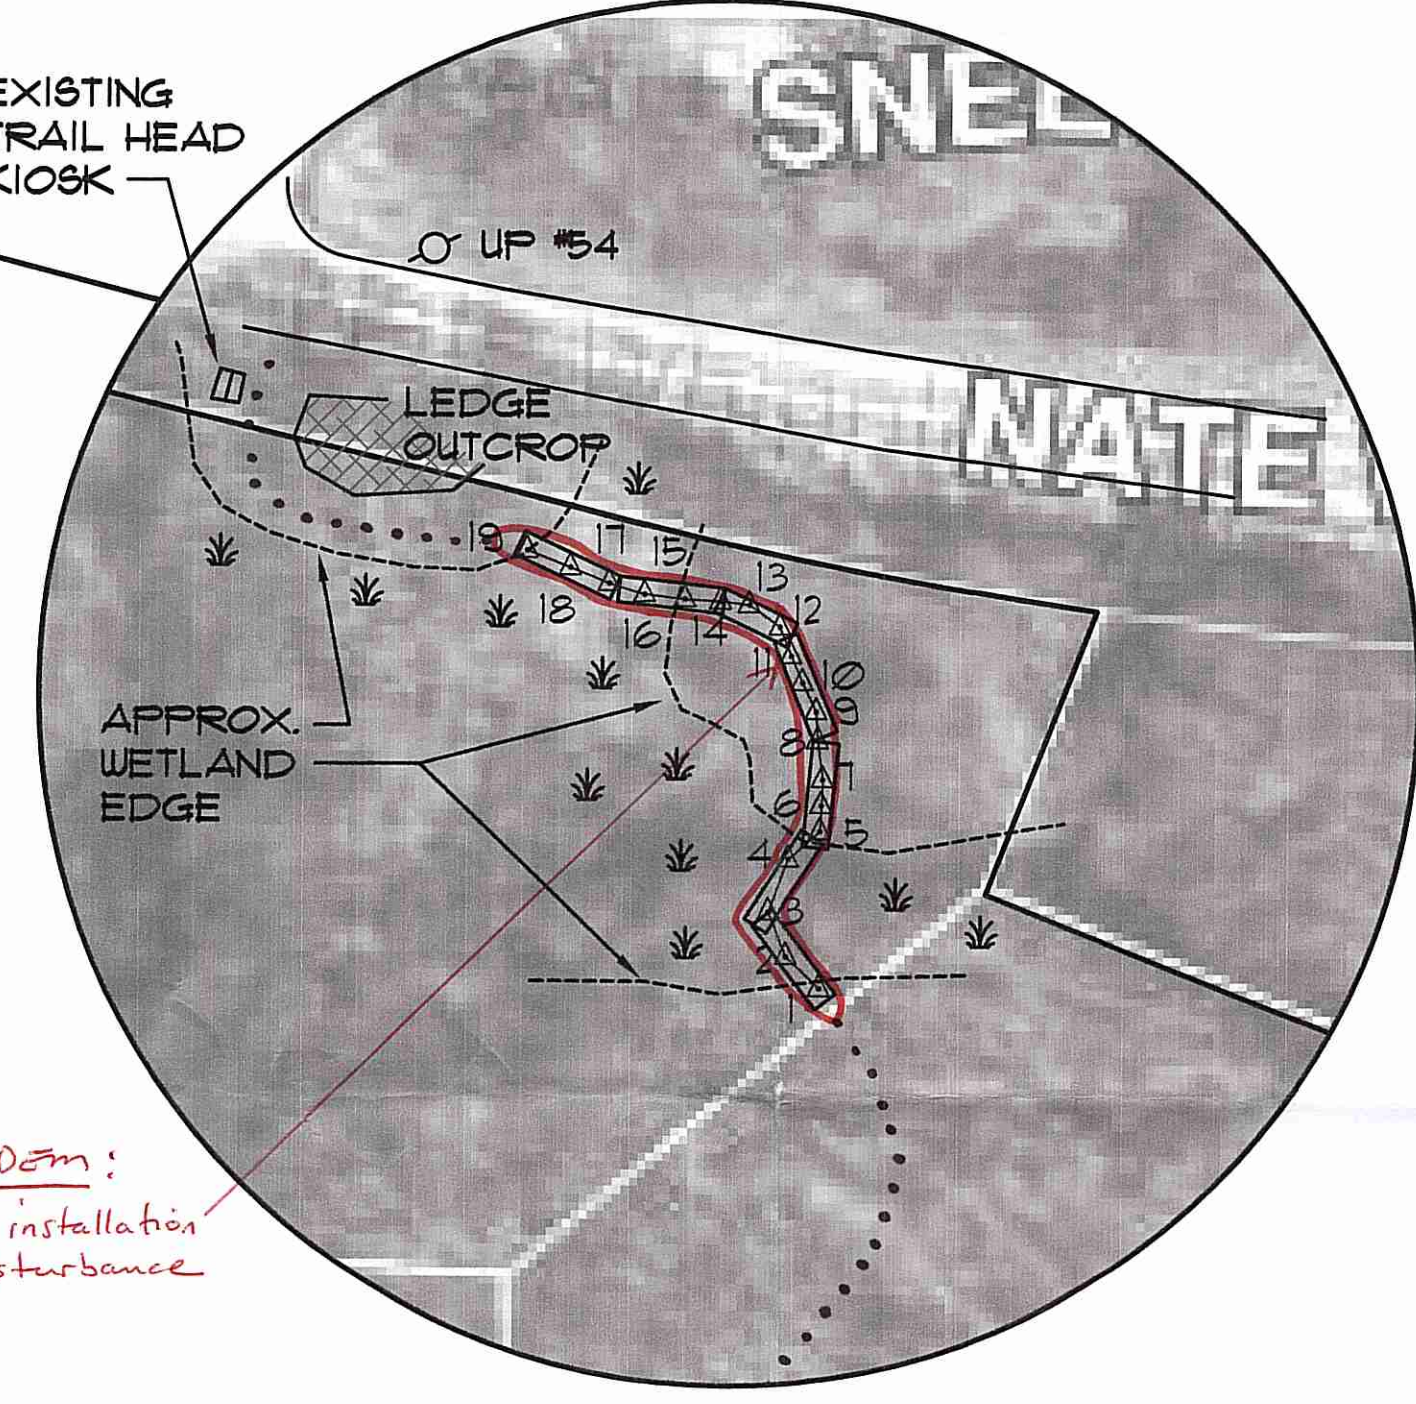 SNE
EXISTING
TRAIL HEAD
KIOSK
UP #54
NATE
LEDGE
OUTCROP
19
17
15
13
12
18
16
14
11
10
9
8
7
6
5
4
3
2
1
APPROX.
WETLAND
EDGE
DEM:
installation
sturbance